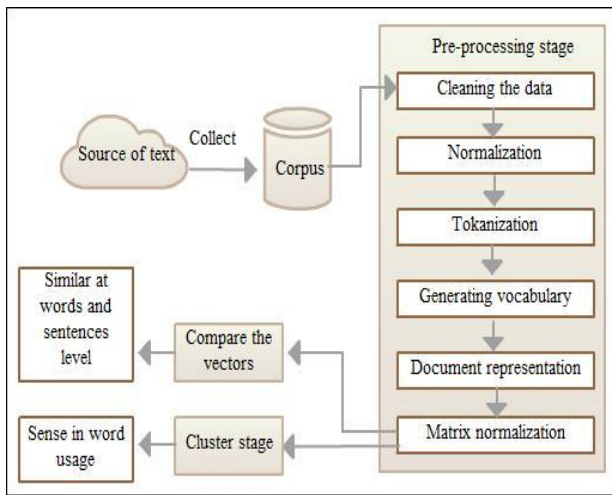 Pre-processing stage
Cleaning the data
Collect
Source of text
Corpus
Normalization
Tokanization
Generating vocabulary
Similar at
words and
sentences
level
Compare the
vectors
Document representation
Matrix normalization
Sense in word
usage
Cluster stage